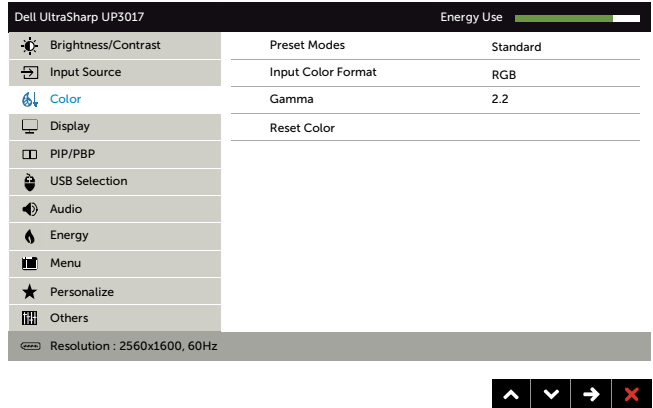 Dell UltraSharp UP3017 Energy Use
Brightness/Contrast Preset Modes Standard
Input Source Input Color Format RGB
Color Gamma 2.2
Display Reset Color
PIP/PBP
USB Selection
Audio
Energy
Menu
Personalize
Others
Resolution : 2560x1600, 60Hz